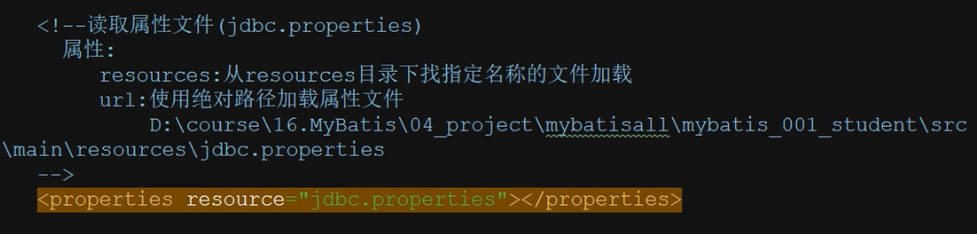 <!--读取属性文件(jdbc.properties)
属性:
resources:从resources目录下找指定名称的文件加载
url:使用绝对路径加载属性文件
D:\course\16.MyBatis\04_project\mybatisall\mybatis_001_student\src
\main\resources\jdbc.properties
-->
<properties resource="jdbc.properties"></properties>